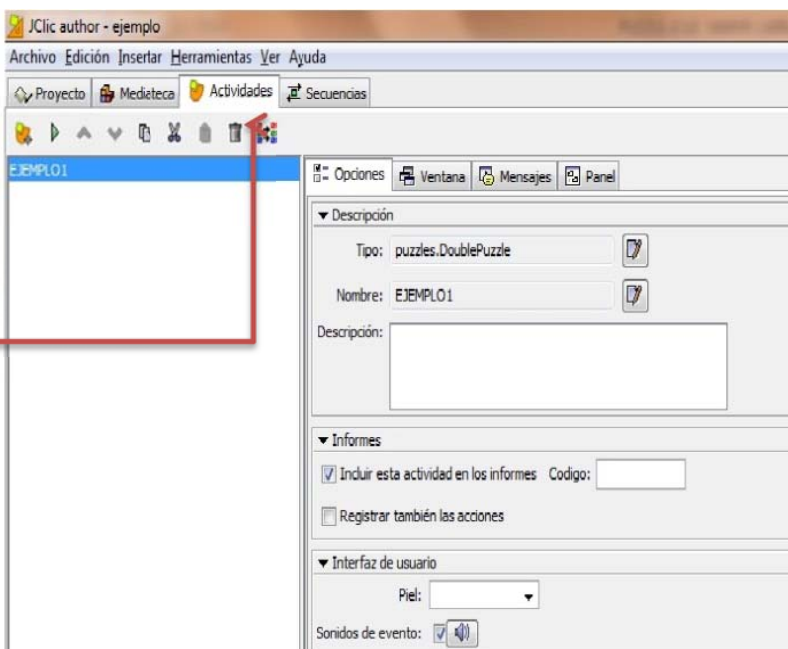 JClic author - ejemplo
Archivo Edición Insertar Herramientas Ver Ayuda
Proyecto Mediateca Actividades Secuencias
EJEMPLO1
Opciones Ventana Mensajes Panel
Descripción
Tipo: puzzles.DoublePuzzle
Nombre: EJEMPLO1
Descripción:
Informes
Incluir esta actividad en los informes Codigo:
Registrar también las acciones
Interfaz de usuario
Piel:
Sonidos de evento: